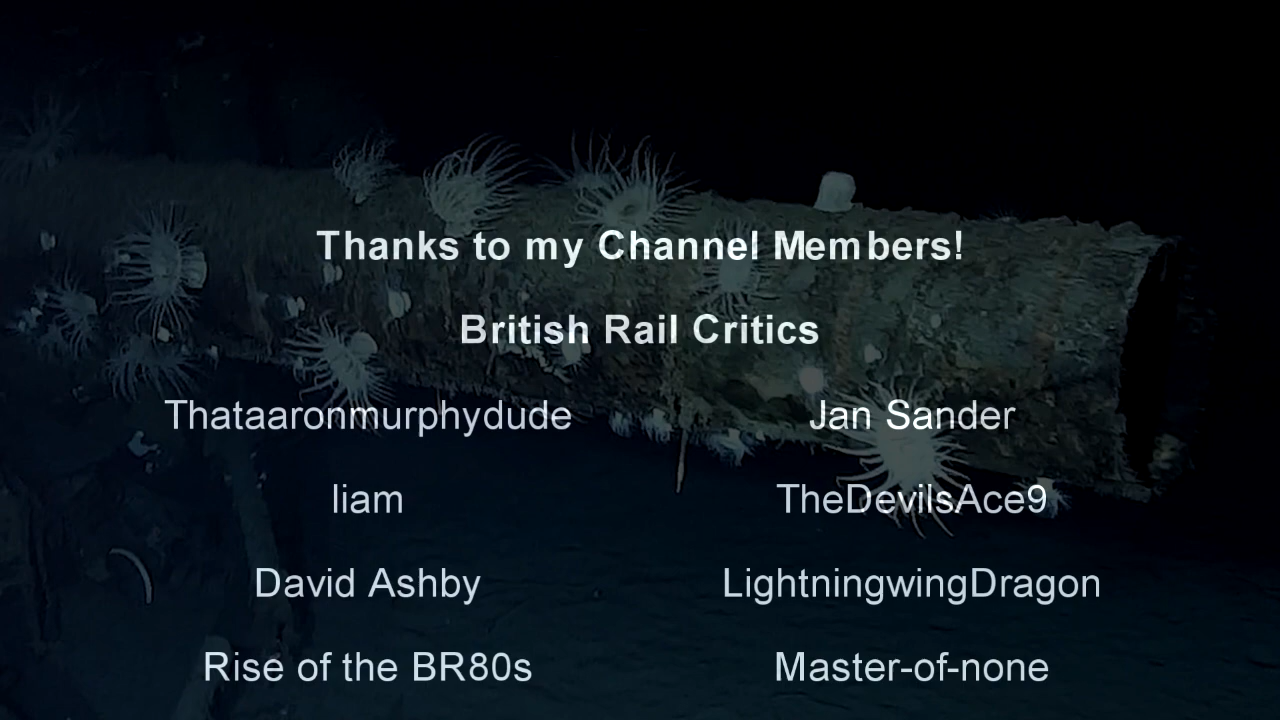 Thanks to my Channel Members!
British Rail Critics
Thataaronmurphydude Jan Sander
liam TheDevilsAce9
David Ashby LightningwingDragon
Rise of the BR80s Master-of-none